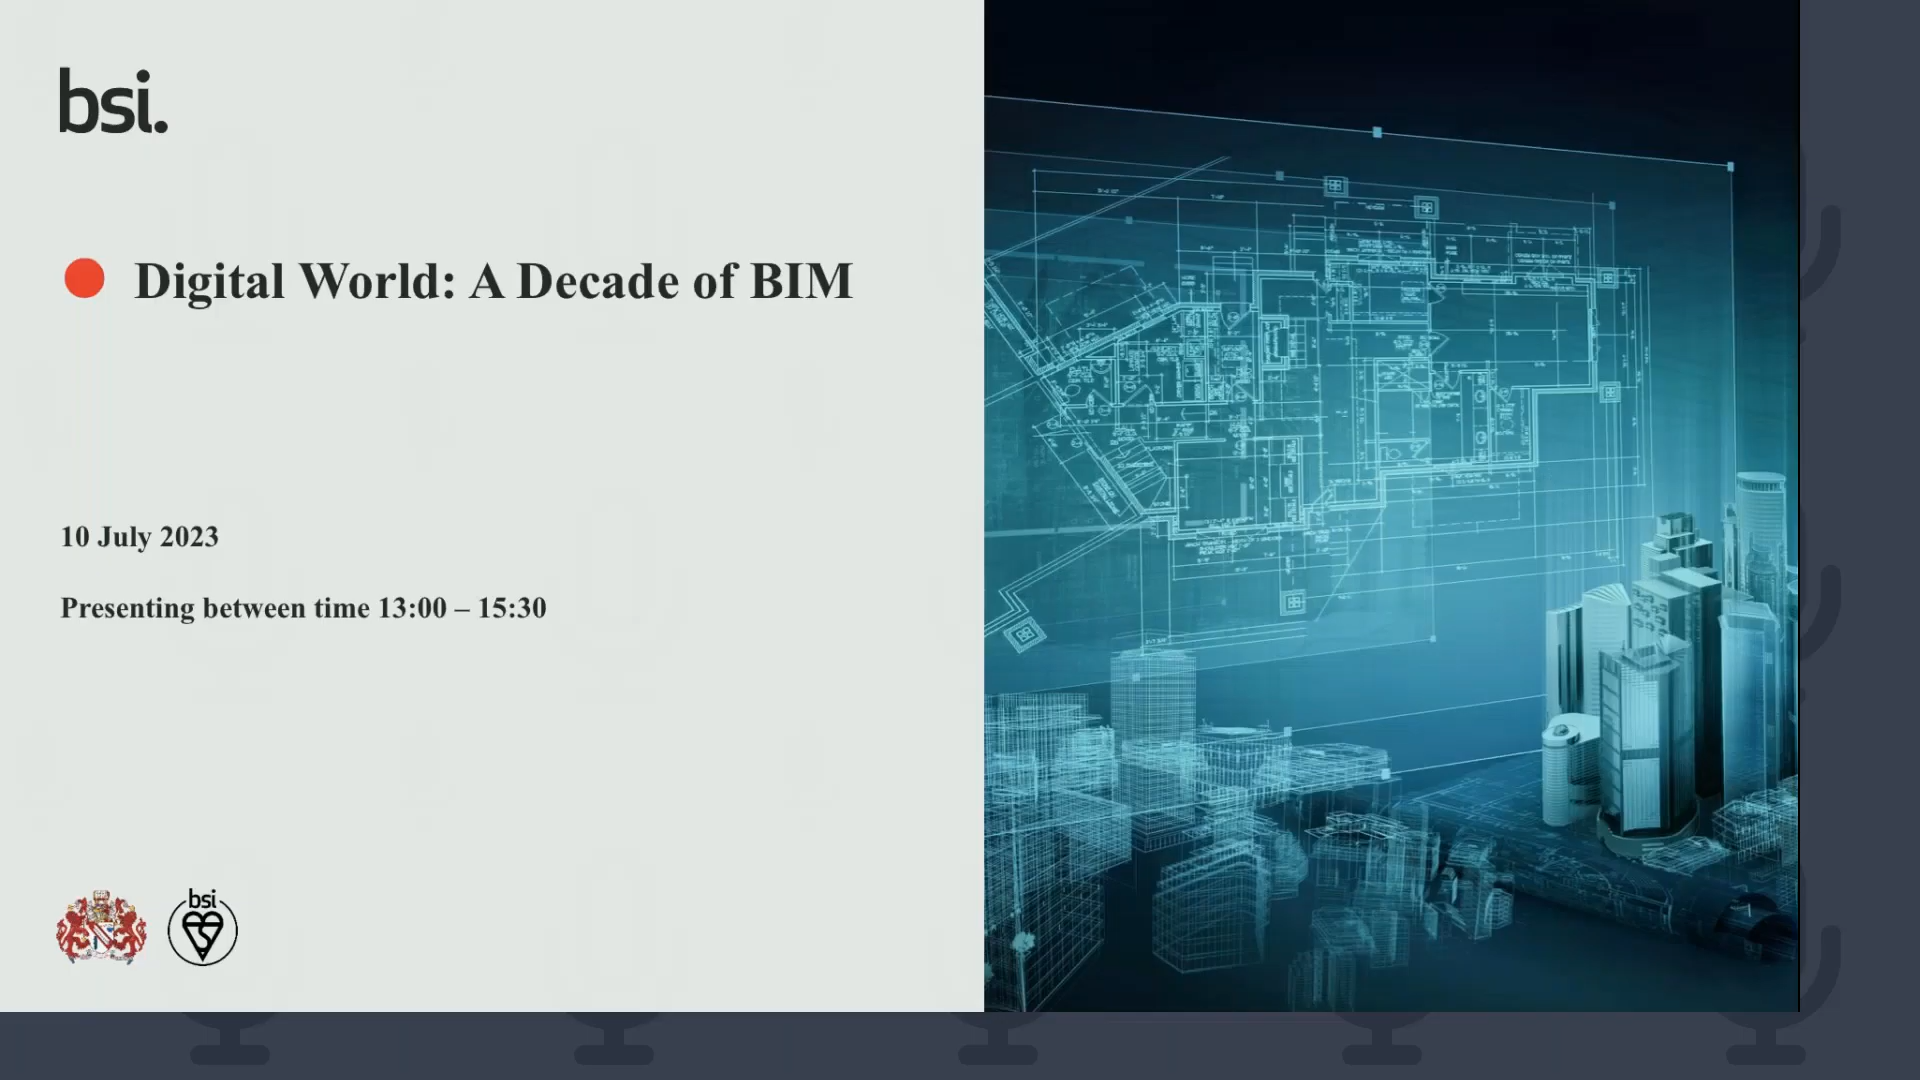 bsi.
Digital World: A Decade of BIM
10 July 2023
Presenting between time 13:00 – 15:30
bsi